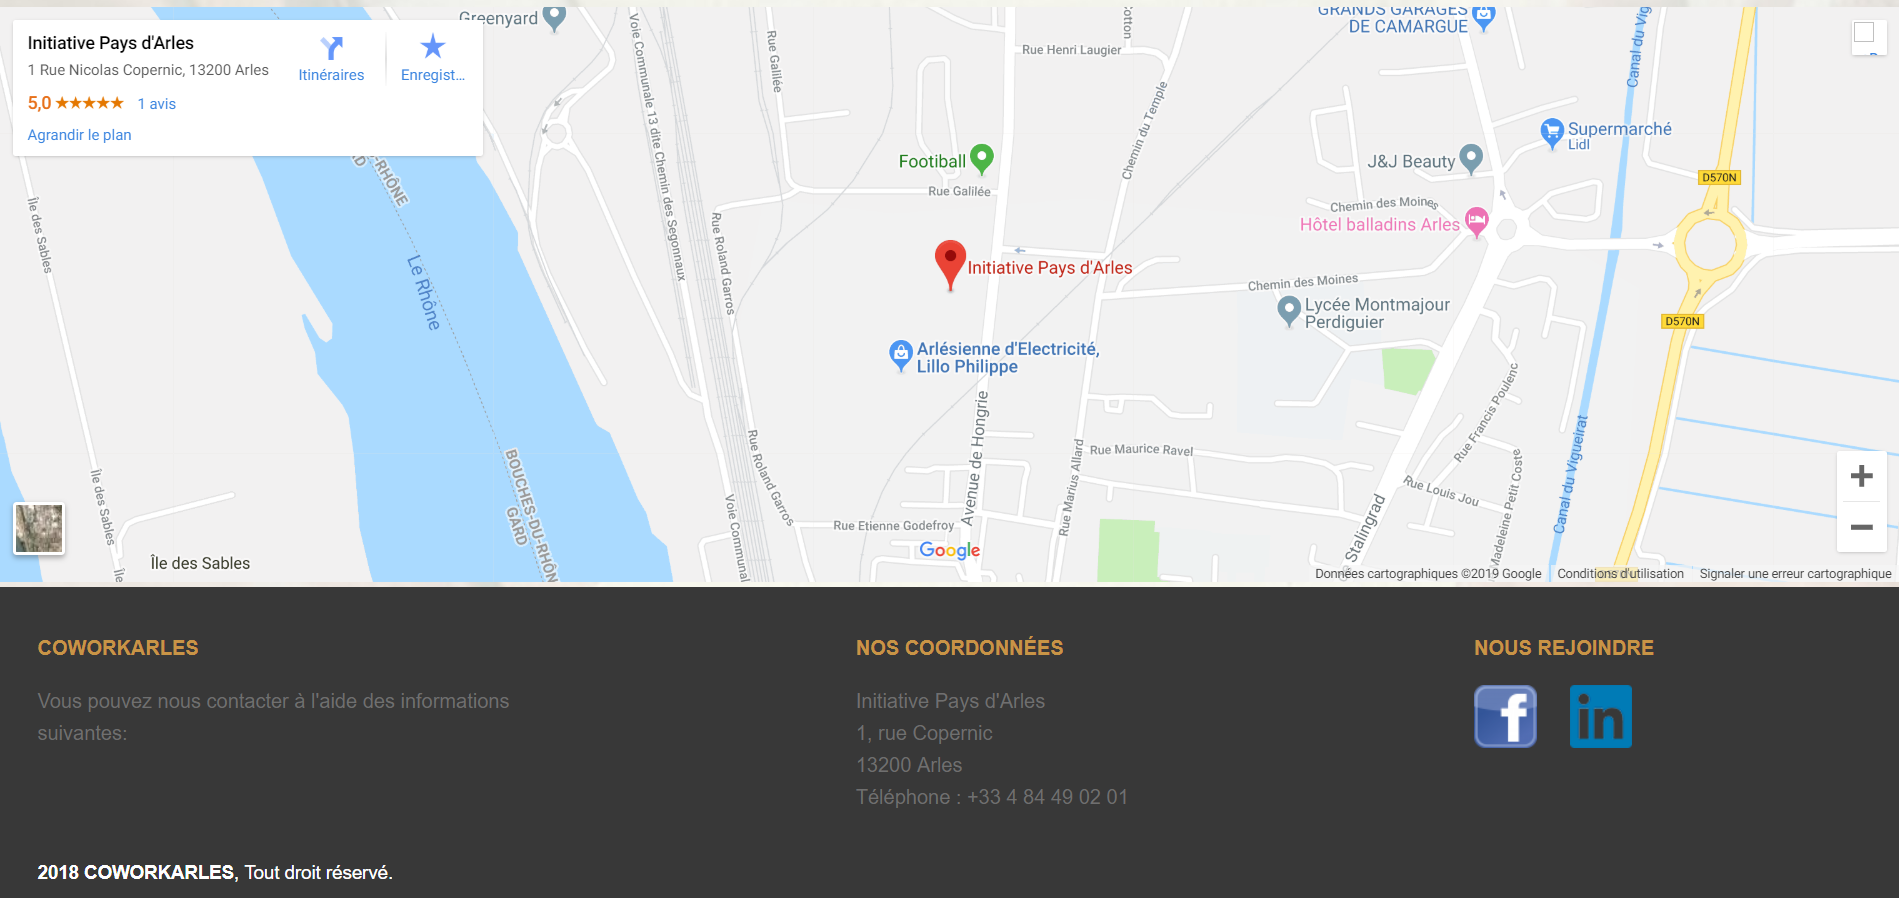 Greenyard
GRANDS GARAGES
DE CAMARGUE
Initiative Pays d'Arles
1 Rue Nicolas Copernic, 13200 Arles
5,0 ★★★★★ 1 avis
Agrandir le plan
Itinéraires
Enregist...
Rue Henri Laugier
Rue Galilée
Voie Communale 13 dite Chemin des Segonnaux
Chemin du Temple
Canal du Vig
Supermarché
Lidl
Footiball
J&J Beauty
D570N
Rue Galilée
Chemin des Moines
Hôtel balladins Arles
Île des Sables
Rue Roland Garros
Le Rhône
Initiative Pays d'Arles
Chemin des Moines
Lycée Montmajour
Perdiguier
D570N
Arlésienne d'Electricité,
Lillo Philippe
Avenue de Hongrie
Rue Francis Poulenc
Rue Maurice Ravel
Rue Marius Allard
Rue Roland Garros
BOUCHES-DU-RHÔN
GARD
Île des Sables
Voie Communal
Rue Etienne Godefroy
Rue Louis Jou
Madeleine Petit Coste
Canal du Vigueirat
Stalingrad
Île des Sables
Google
Données cartographiques ©2019 Google
Conditions d'utilisation
Signaler une erreur cartographique
COWORKARLES
Vous pouvez nous contacter à l'aide des informations
suivantes:
NOS COORDONNÉES
Initiative Pays d'Arles
1, rue Copernic
13200 Arles
Téléphone : +33 4 84 49 02 01
NOUS REJOINDRE
f
in
2018 COWORKARLES, Tout droit réservé.